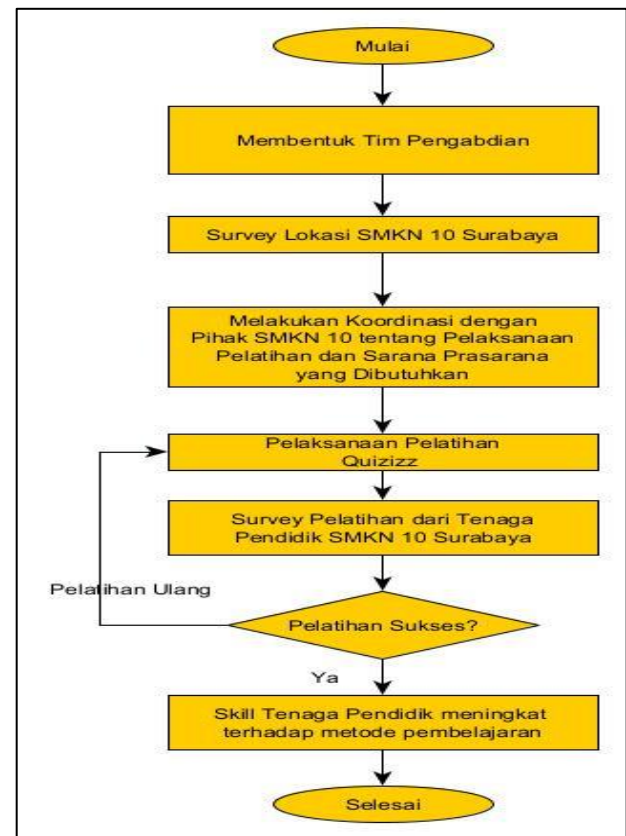 Mulai
Membentuk Tim Pengabdian
Survey Lokasi SMKN 10 Surabaya
Melakukan Koordinasi dengan
Pihak SMKN 10 tentang Pelaksanaan
Pelatihan dan Sarana Prasarana
yang Dibutuhkan
Pelaksanaan Pelatihan
Quizizz
Survey Pelatihan dari Tenaga
Pendidik SMKN 10 Surabaya
Pelatihan Ulang
Pelatihan Sukses?
Ya
Skill Tenaga Pendidik meningkat
terhadap metode pembelajaran
Selesai